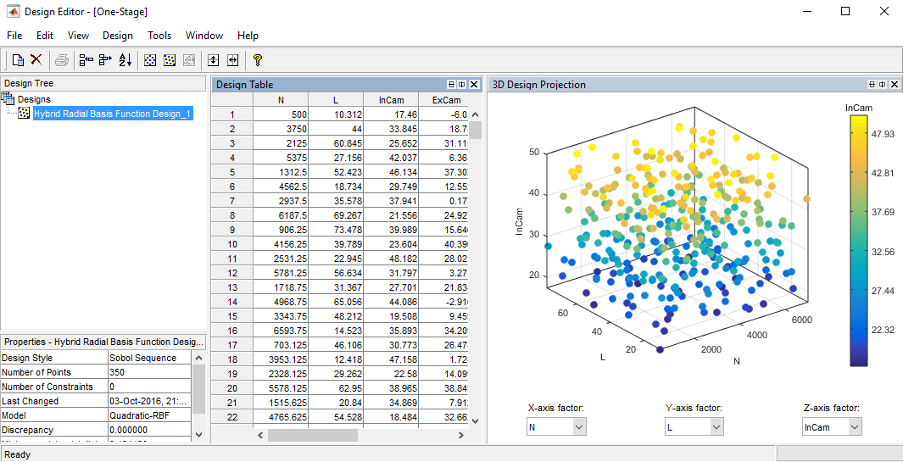 Design Editor - [One-Stage]
File Edit View Design Tools Window Help
Design Tree
Designs
Hybrid Radial Basis Function Design_1
Properties - Hybrid Radial Basis Function Desig...
Design Style Sobol Sequence
Number of Points 350
Number of Constraints 0
Last Changed 03-Oct-2016, 21:...
Model Quadratic-RBF
Discrepancy 0.000000
Design Table
N L InCam ExCam
1 500 10.312 17.46 -6.0
2 3750 44 33.845 18.7
3 2125 60.845 25.652 31.11
4 5375 27.156 42.037 6.36
5 1312.5 52.423 46.134 37.30
6 4562.5 18.734 29.749 12.55
7 2937.5 35.578 37.941 0.17
8 6187.5 69.267 21.556 24.92
9 906.25 73.478 39.989 15.64
10 4156.25 39.789 23.604 40.39
11 2531.25 22.945 48.182 28.02
12 5781.25 56.634 31.797 3.27
13 1718.75 31.367 27.701 21.83
14 4968.75 65.056 44.086 -2.91
15 3343.75 48.212 19.508 9.45
16 6593.75 14.523 35.893 34.20
17 703.125 46.106 30.773 26.47
18 3953.125 12.418 47.158 1.72
19 2328.125 29.262 22.58 14.09
20 5578.125 62.95 38.965 38.84
21 1515.625 20.84 34.869 7.91
22 4765.625 54.528 18.484 32.66
3D Design Projection
InCam
50
40
30
20
InCam
60
40
20
L
2000
4000
6000
N
47.93
42.81
37.69
32.56
27.44
22.32
X-axis factor: Y-axis factor: Z-axis factor:
N L InCam
Ready